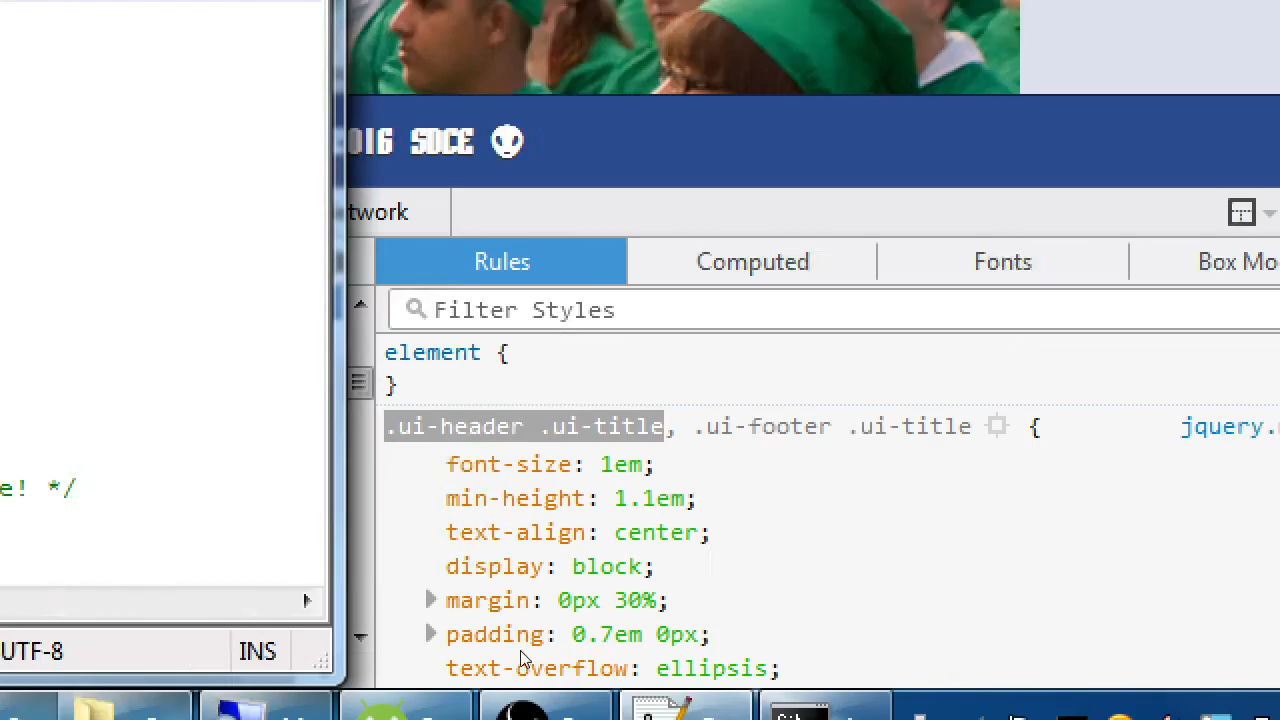 016 SDCE
twork
Rules Computed Fonts Box Mo
Filter Styles
element {
}
.ui-header .ui-title, .ui-footer .ui-title { jquery.
font-size: 1em;
min-height: 1.1em;
text-align: center;
e! */
display: block;
margin: 0px 30%;
padding: 0.7em 0px;
UTF-8 INS
text-overflow: ellipsis;